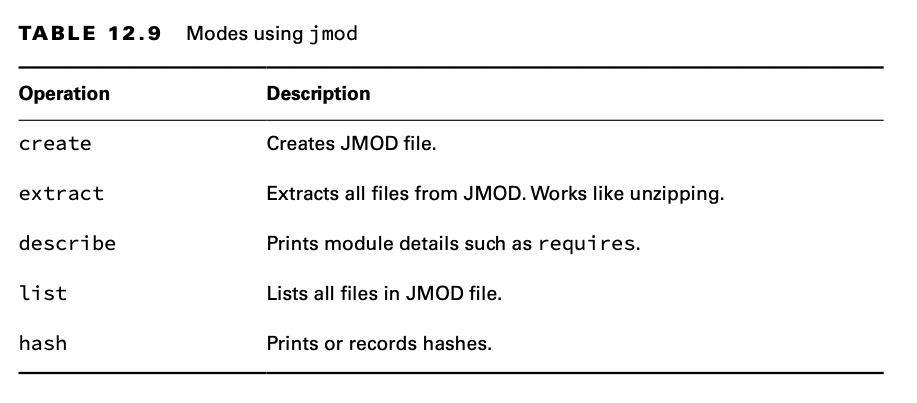 TABLE 12.9 Modes using jmod
Operation Description
create Creates JMOD file.
extract Extracts all files from JMOD. Works like unzipping.
describe Prints module details such as requires.
list Lists all files in JMOD file.
hash Prints or records hashes.